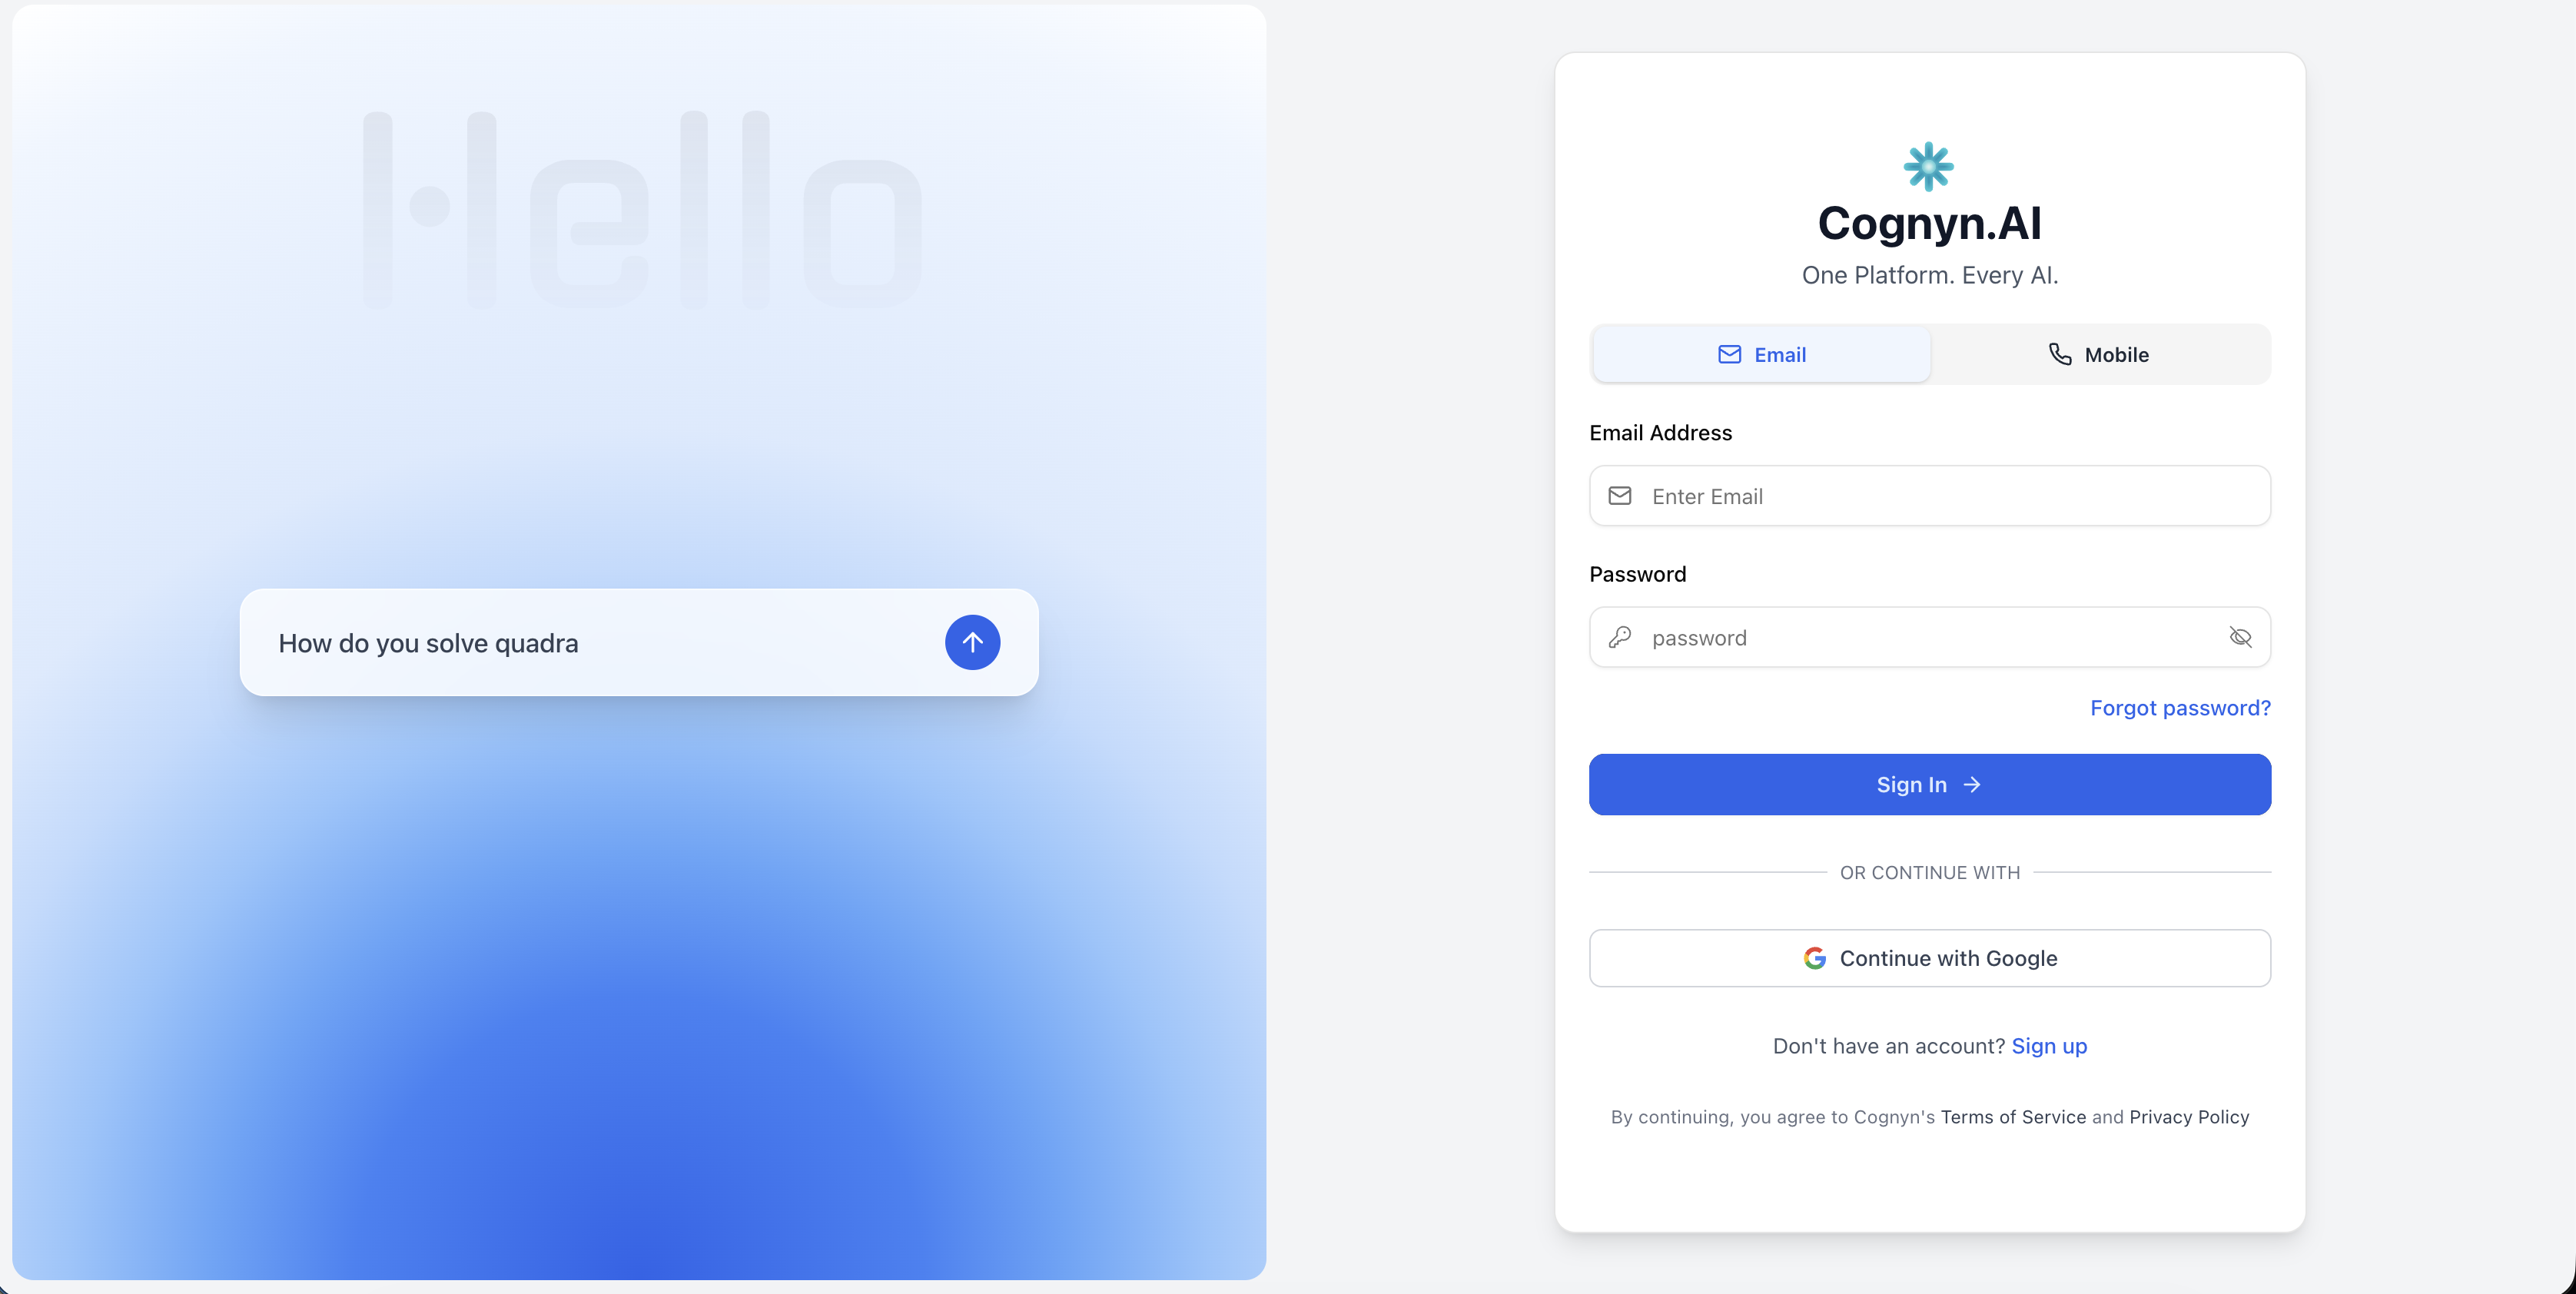 Hello
How do you solve quadra
Cognyn.AI
One Platform. Every AI.
Email
Mobile
Email Address
Enter Email
Password
password
Forgot password?
Sign In
OR CONTINUE WITH
Continue with Google
Don't have an account? Sign up
By continuing, you agree to Cognyn's Terms of Service and Privacy Policy